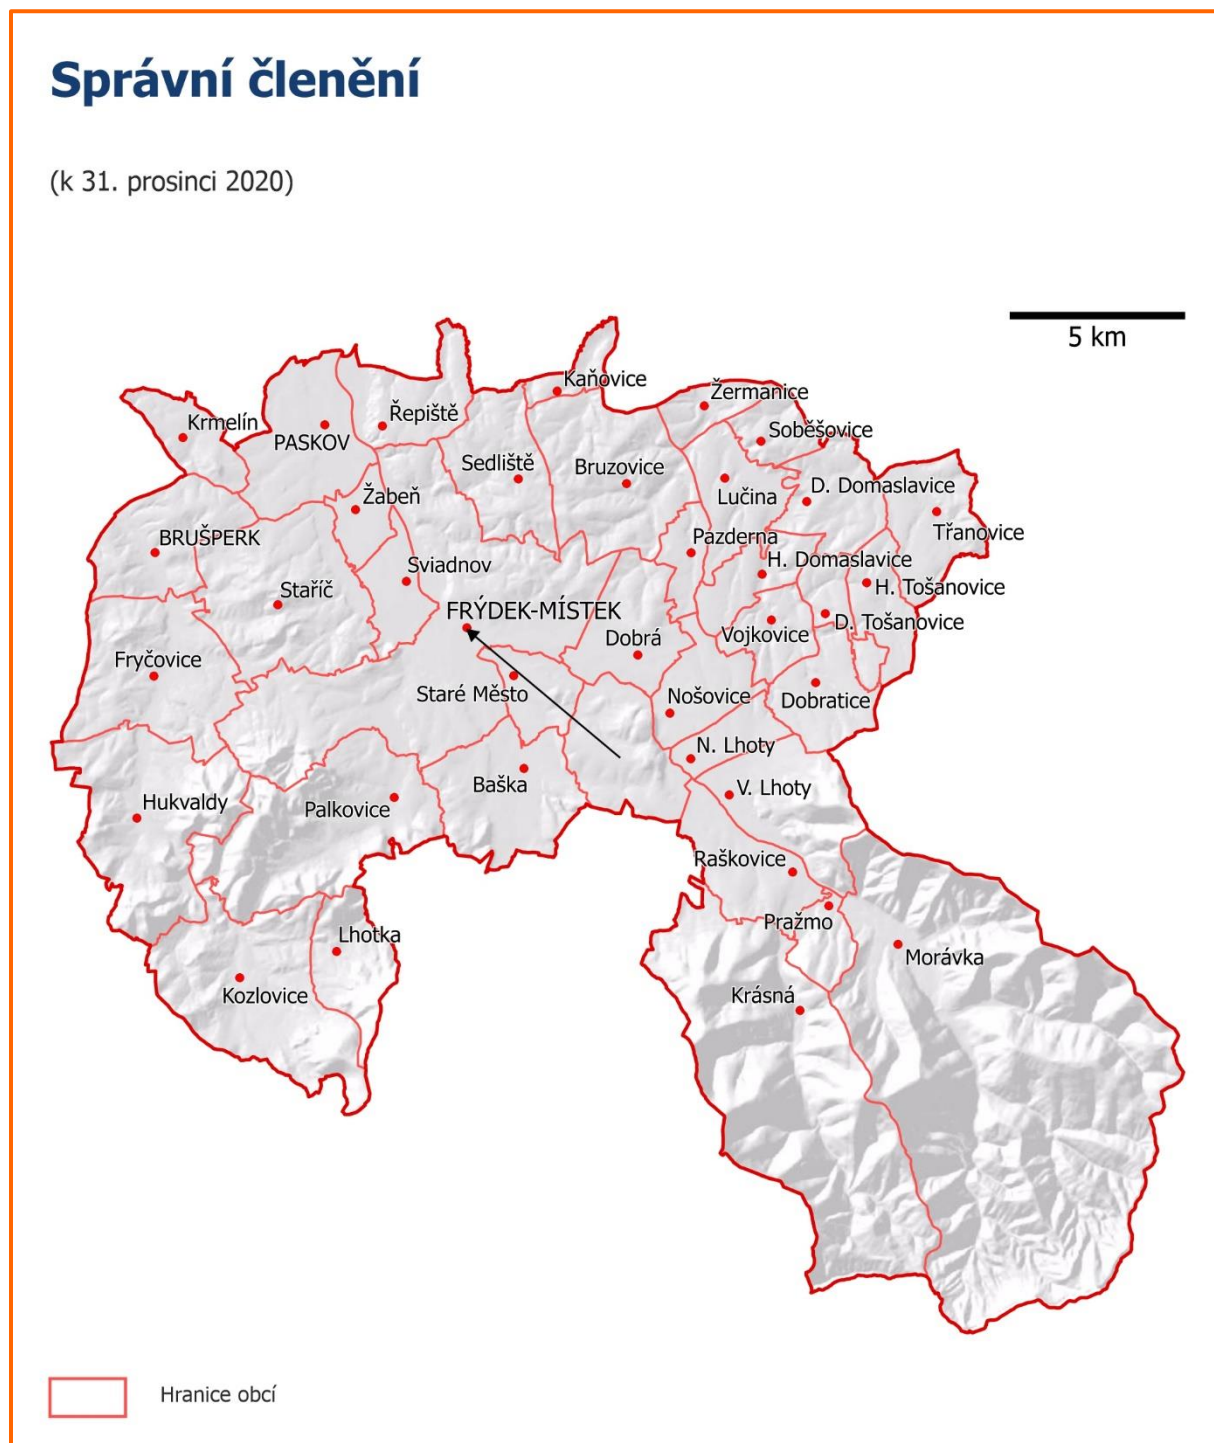 Správní členění
(k 31. prosinci 2020)
5 km
Kaňovice
Žermanice
Krmelín
Řepiště
PASKOV
Soběšovice
Sedliště
Bruzovice
Lučina
D. Domaslavice
Žabeň
Třanovice
BRUŠPERK
Pazderna
H. Domaslavice
Sviadnov
H. Tošanovice
Staříč
FRÝDEK-MÍSTEK
D. Tošanovice
Vojkovice
Dobrá
Fryčovice
Staré Město
Nošovice
Dobratice
N. Lhoty
Baška
V. Lhoty
Hukvaldy
Palkovice
Raškovice
Pražmo
Lhotka
Morávka
Kozlovice
Krásná
Hranice obcí